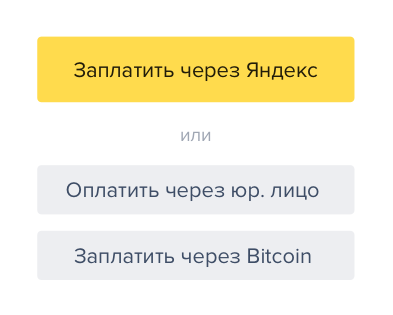 Заплатить через Яндекс
или
Оплатить через юр. лицо
Заплатить через Bitcoin